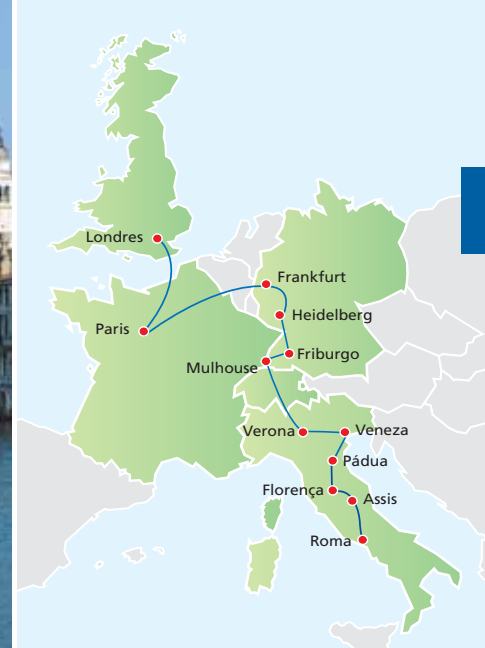 Londres
Frankfurt
Heidelberg
Paris
Friburgo
Mulhouse
Verona
Veneza
Pádua
Florença
Assis
Roma